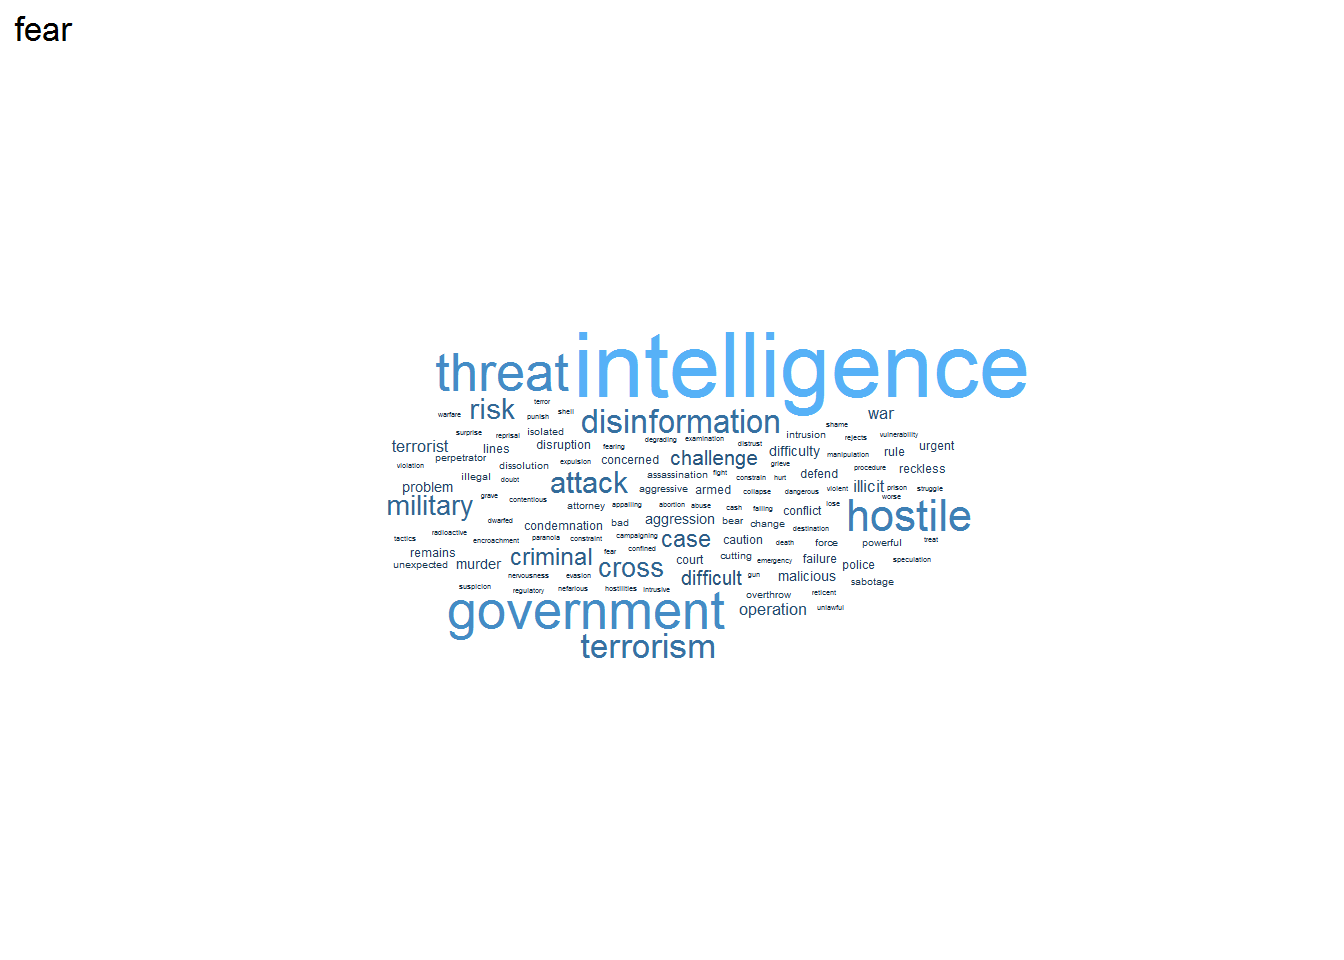 fear
threat intelligence
terror
warfare risk punish shell disinformation war
shame
surprise reprisal isolated degrading examination distrust intrusion rejects vulnerability
terrorist lines disruption fearing difficulty manipulation rule urgent
perpetrator concerned challenge
violation dissolution expulsion grieve procedure reckless
illegal doubt attack assassination fight constrain hurt defend
problem aggressive armed collapse dangerous violent illicit prison struggle
military grave contentious worse
attorney appalling abortion abuse cash falling conflict lose hostile
dwarfed condemnation bad aggression bear change destination
radioactive
tactics encroachment paranoia constraint campaigning case caution death force powerful treat
remains fear confined
unexpected murder criminal cross court cutting emergency failure police speculation
nervousness evasion difficult gun malicious sabotage
suspicion regulatory nefarious hostilities intrusive overthrow reticent
government operation unlawful
terrorism